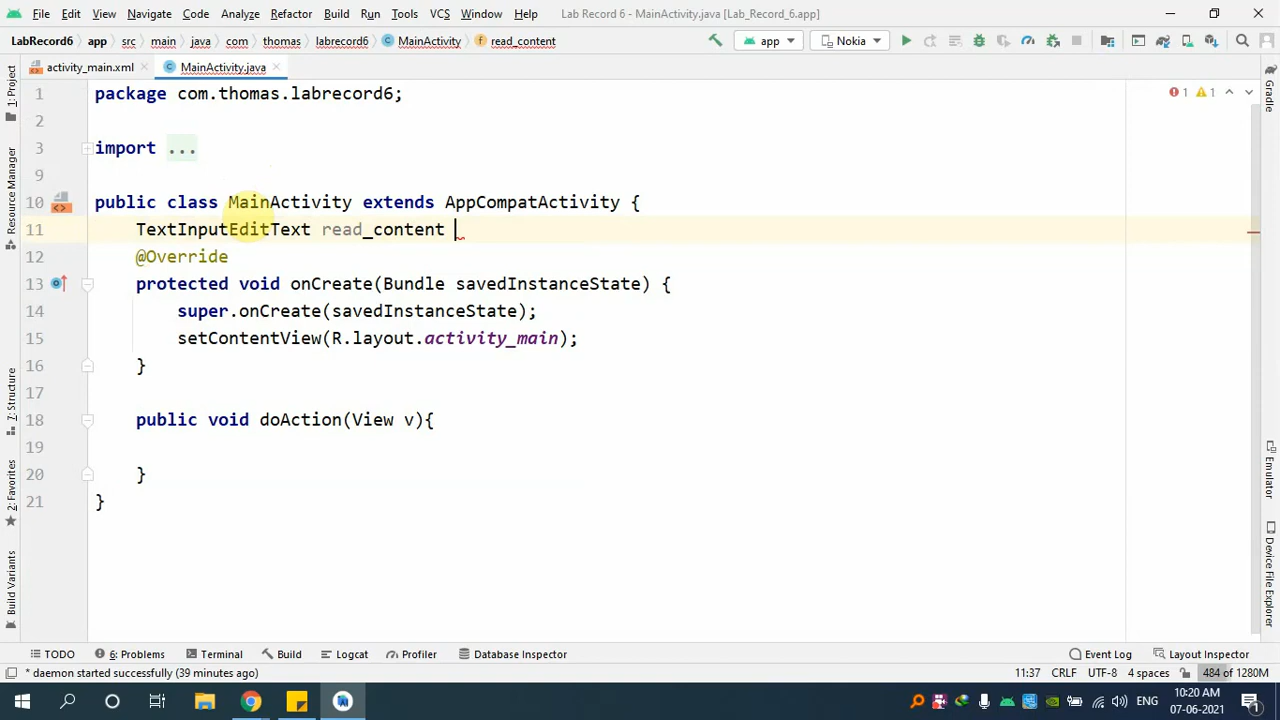 File Edit View Navigate Code Analyze Refactor Build Run Tools VCS Window Help Lab Record 6 - MainActivity.java [Lab_Record_6.app]
LabRecord6 app src main java com thomas labrecord6 MainActivity read_content app Nokia
activity_main.xml MainActivity.java
1 package com.thomas.labrecord6;
2
3 import ...
9
10 public class MainActivity extends AppCompatActivity {
11 TextInputEditText read_content
12 @Override
13 protected void onCreate(Bundle savedInstanceState) {
14 super.onCreate(savedInstanceState);
15 setContentView(R.layout.activity_main);
16 }
17
18 public void doAction(View v){
19
20 }
21 }
1 1
1: Project
Resource Manager
7: Structure
2: Favorites
Build Variants
Gradle
Emulator
Device File Explorer
TODO 6: Problems Terminal Build Logcat Profiler Database Inspector Event Log Layout Inspector
* daemon started successfully (39 minutes ago) 11:37 CRLF UTF-8 4 spaces 484 of 1280M
ENG 10:20 AM
07-06-2021
1